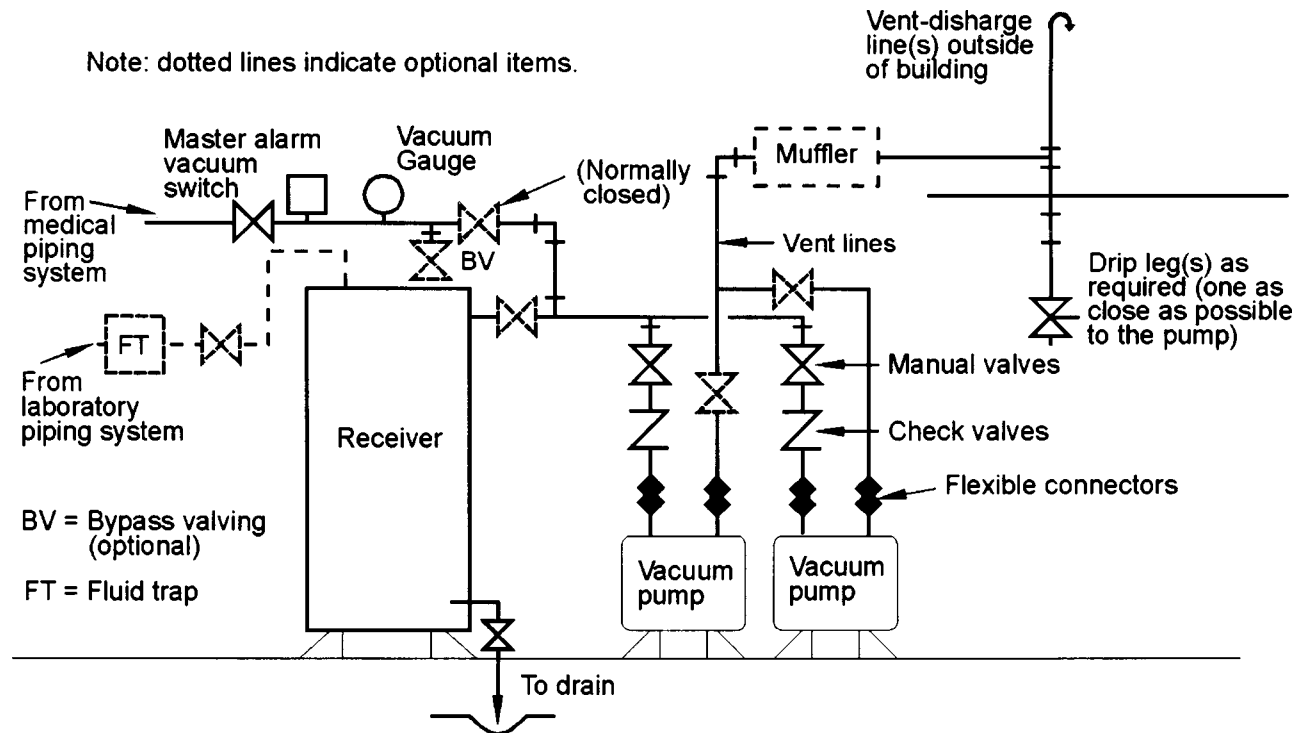 Vent-disharge
line(s) outside
of building
Note: dotted lines indicate optional items.
Master alarm
vacuum
switch
Vacuum
Gauge
(Normally
closed)
Muffler
From
medical
piping
system
BV
Vent lines
Drip leg(s) as
required (one as
close as possible
to the pump)
FT
From
laboratory
piping system
Manual valves
Receiver
Check valves
Flexible connectors
BV = Bypass valving
(optional)
FT = Fluid trap
Vacuum
pump
Vacuum
pump
To drain